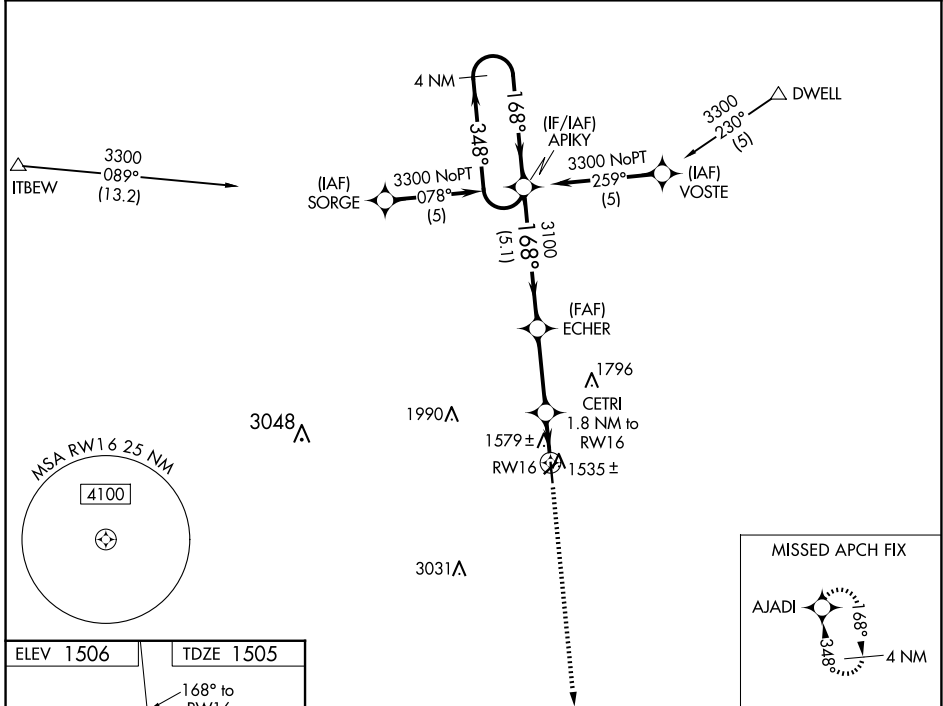 4 NM
168°
348°
(IF/IAF)
APIKY
DWELL
3300
230°
(5)
ITBEW
3300
089°
(13.2)
(IAF)
SORGE
3300 NoPT
078°
(5)
3300 NoPT
259°
(5)
(IAF)
VOSTE
3100
168°
(5.1)
(FAF)
ECHER
1796
CETRI
1.8 NM to
RW16
3048
1990
1579 ±
RW16
1535 ±
MSA RW16 25 NM
4100
3031
MISSED APCH FIX
AJADI
168°
348°
4 NM
ELEV 1506
TDZE 1505
168° to
RW16